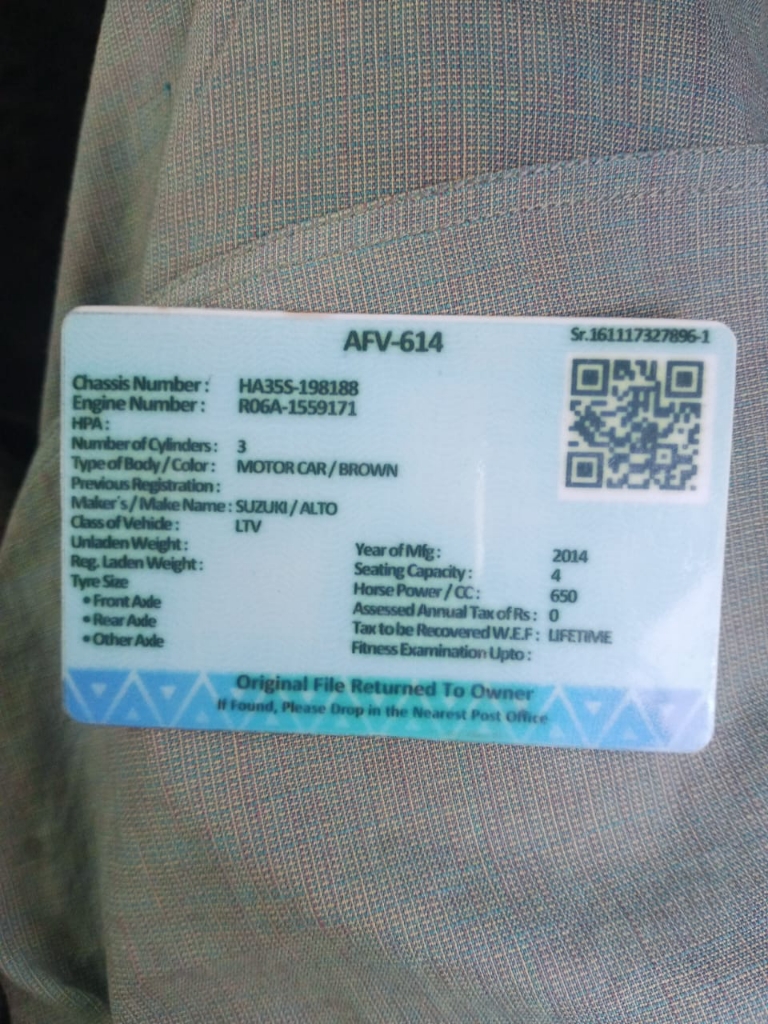 AFV-614
Sr.161117327896-1
Chassis Number : HA35S-198188
Engine Number : R06A-1559171
HPA :
Number of Cylinders : 3
Type of Body / Color : MOTOR CAR / BROWN
Previous Registration :
Maker's / Make Name : SUZUKI / ALTO
Class of Vehicle : LTV
Unladen Weight :
Reg. Laden Weight :
Tyre Size
• Front Axle
• Rear Axle
• Other Axle
Year of Mfg : 2014
Seating Capacity : 4
Horse Power / CC : 650
Assessed Annual Tax of Rs : 0
Tax to be Recovered W.E.F : LIFETIME
Fitness Examination Upto :
Original File Returned To Owner
If Found, Please Drop in the Nearest Post Office